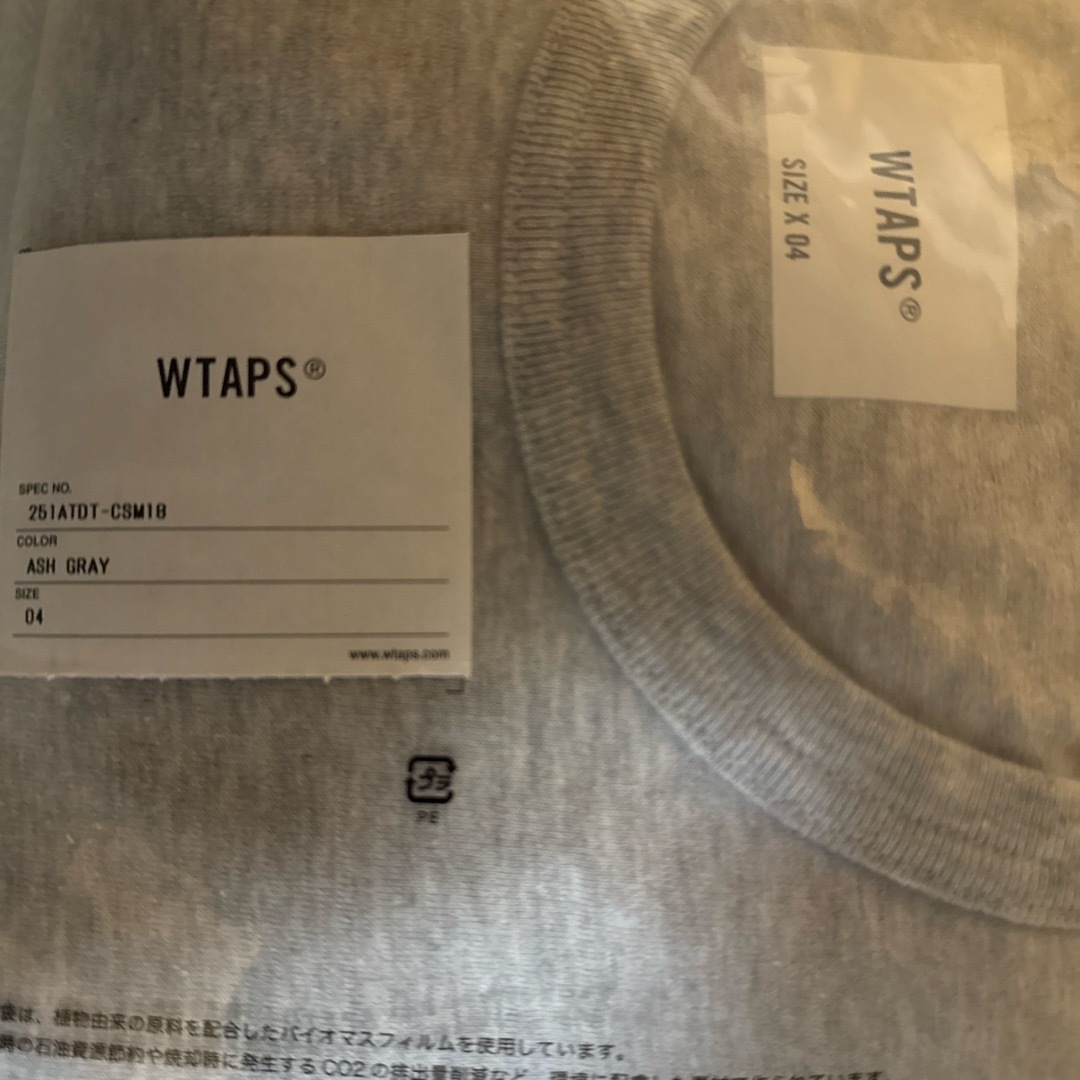 WTAPS®
SIZE X 04
WTAPS®
SPEC NO.
251ATDT-CSM18
COLOR
ASH GRAY
SIZE
04
www.wtaps.com
プラ
PE
袋は、植物由来の原料を配合したバイオマスフィルムを使用しています。
時の石油資源節約や焼却時に発生するCO2の排出量削減など、環境に配慮した